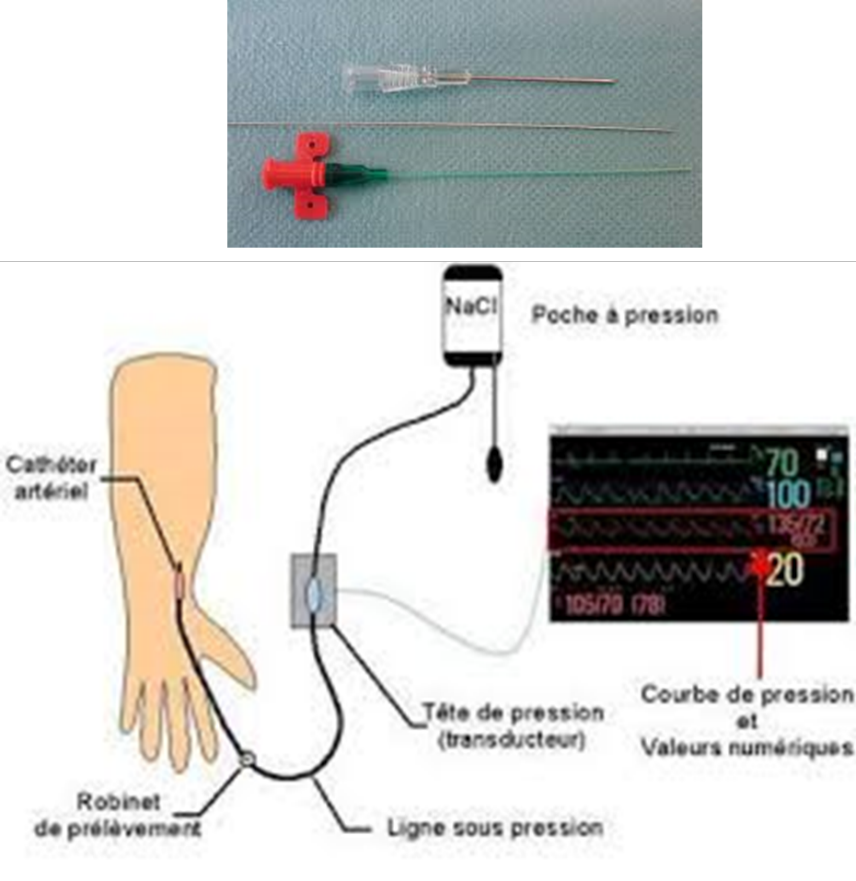 NaCl
Poche à pression
Cathéter
artériel
70
100
135/72
20
105/70 (78)
Tête de pression
(transducteur)
Courbe de pression
et
Valeurs numériques
Robinet
de prélèvement
Ligne sous pression